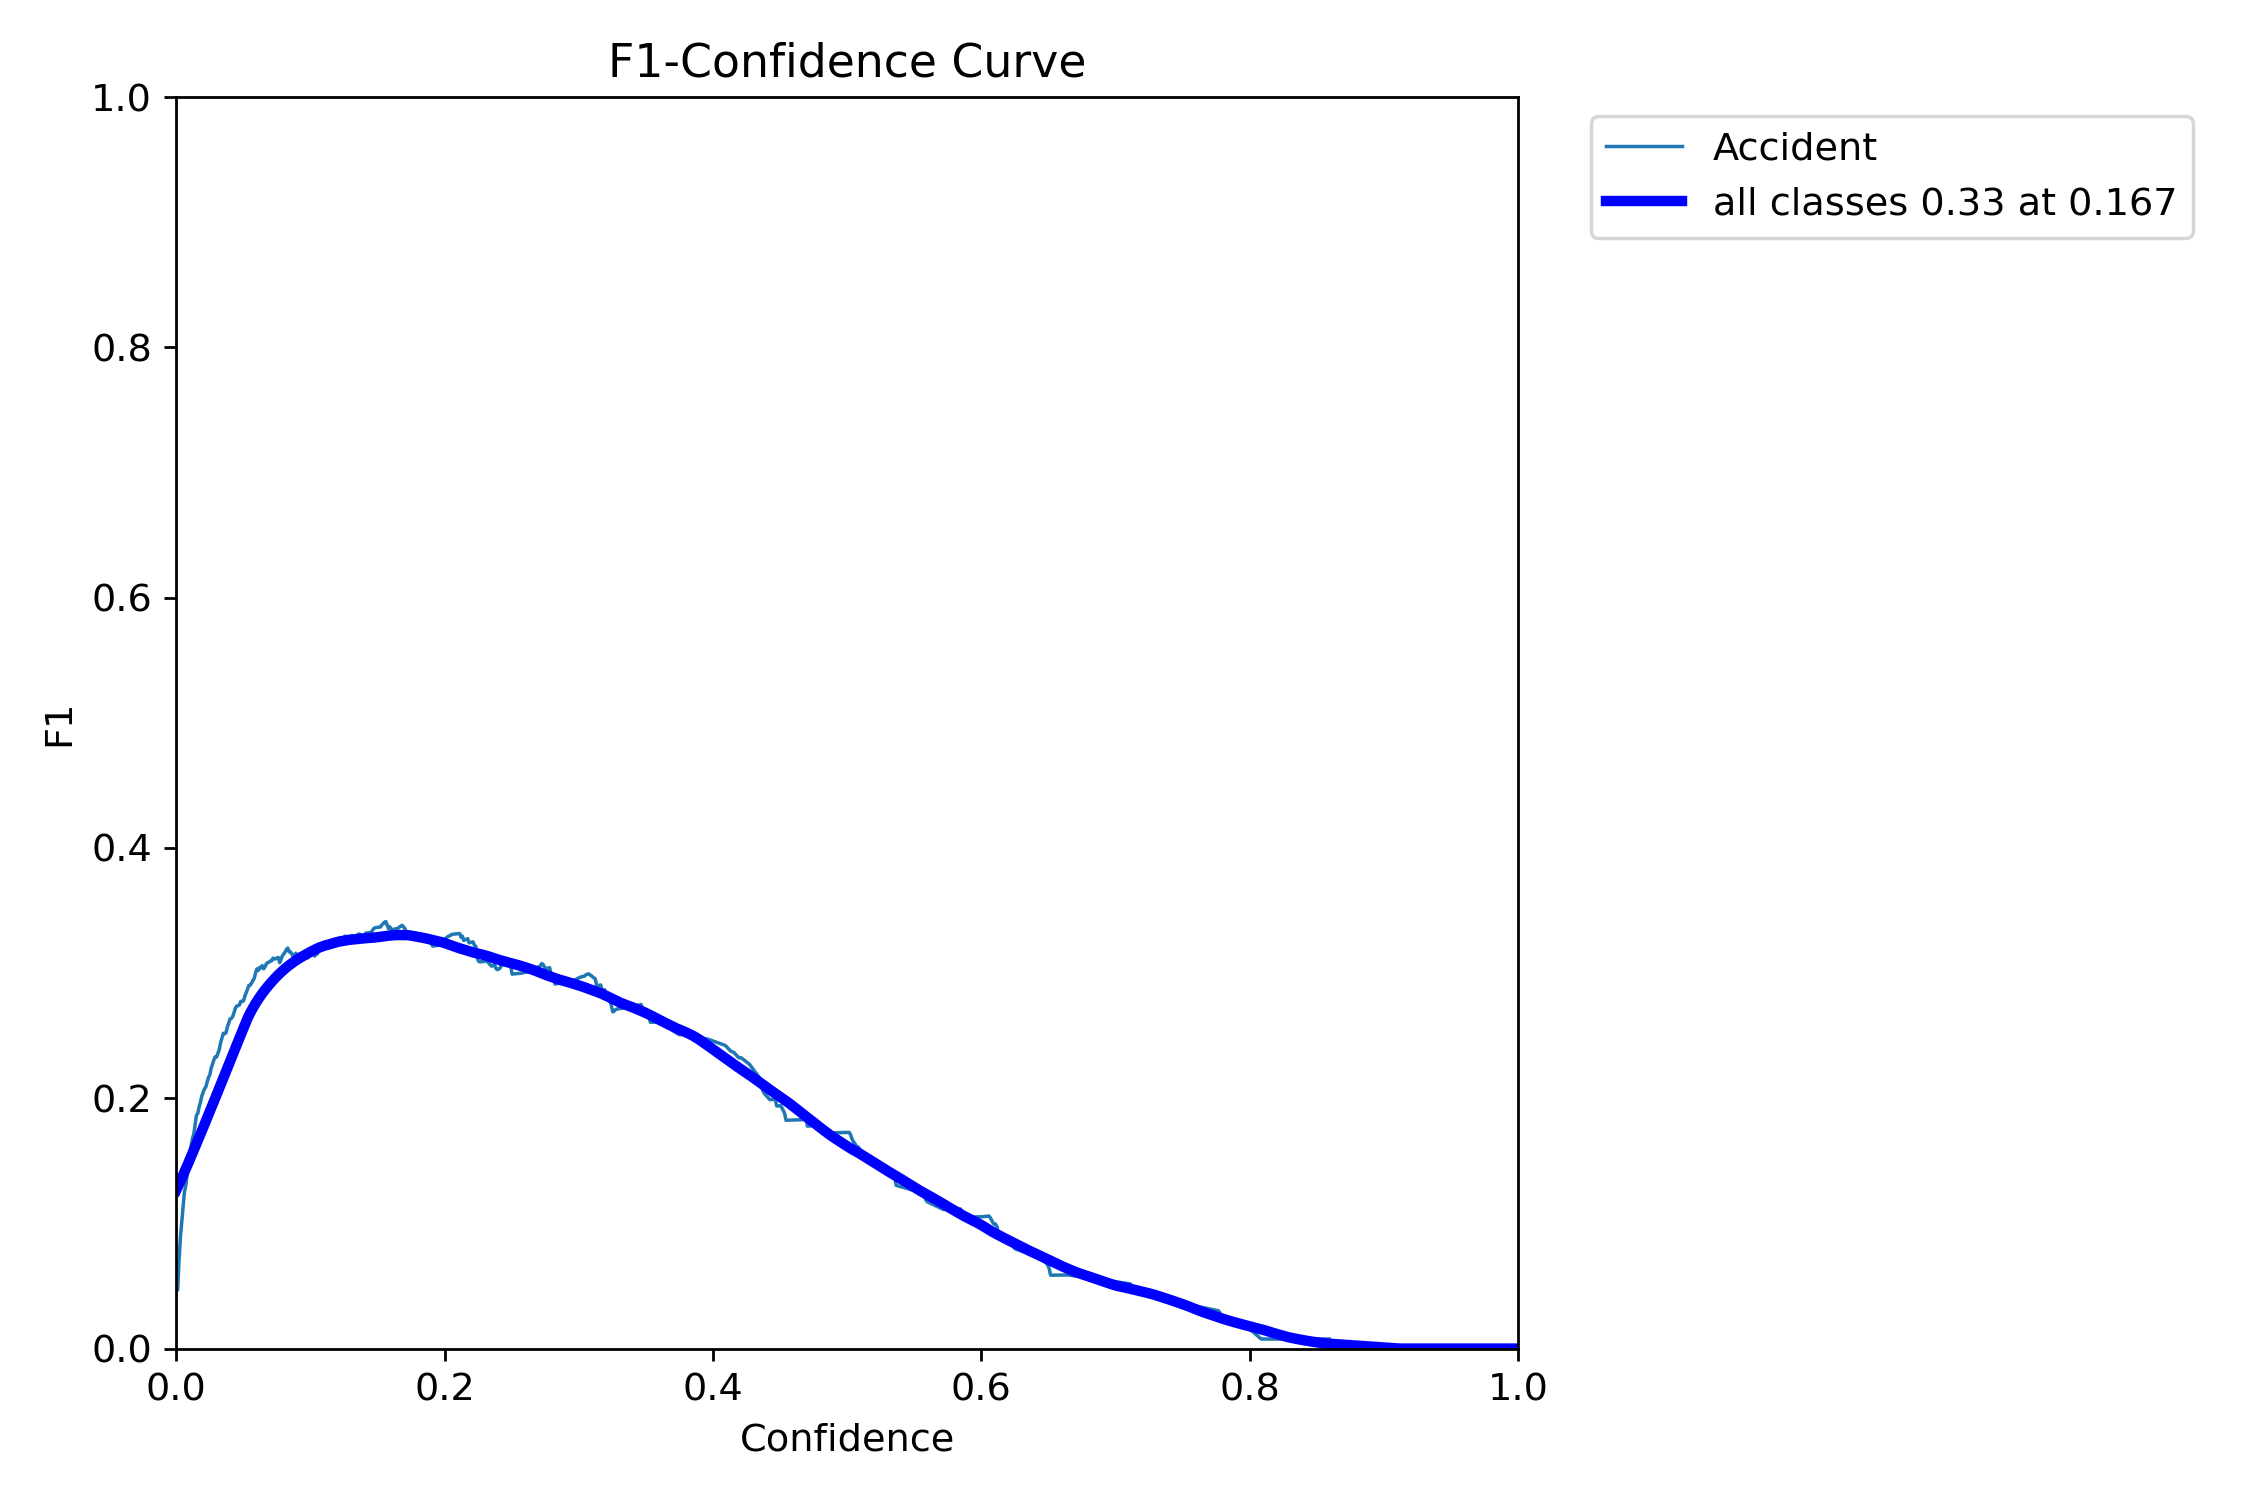 F1-Confidence Curve
1.0
0.8
0.6
0.4
0.2
0.0
F1
0.0 0.2 0.4 0.6 0.8 1.0
Confidence
Accident
all classes 0.33 at 0.167